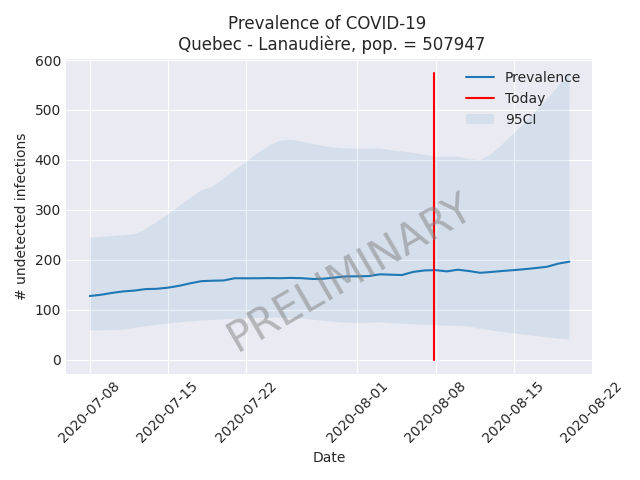 Prevalence of COVID-19
Quebec - Lanaudière, pop. = 507947
# undetected infections
600
500
400
300
200
100
0
Prevalence
Today
95CI
PRELIMINARY
2020-07-08
2020-07-15
2020-07-22
2020-08-01
2020-08-08
2020-08-15
2020-08-22
Date